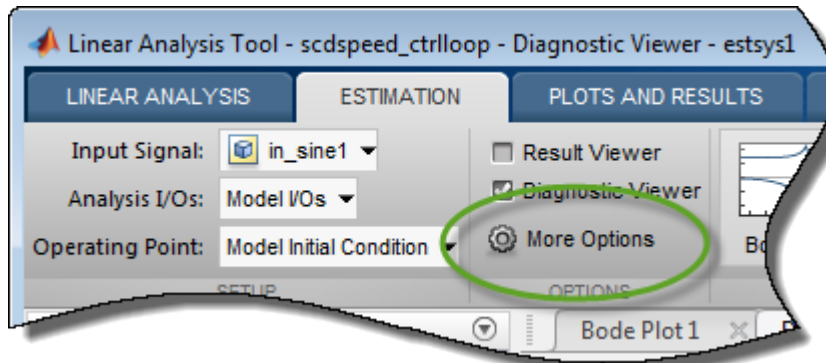 Linear Analysis Tool - scdspeed_ctrlloop - Diagnostic Viewer - estsys1
LINEAR ANALYSIS ESTIMATION PLOTS AND RESULTS
Input Signal: in_sine1
Analysis I/Os: Model I/Os
Operating Point: Model Initial Condition
SETUP
Result Viewer
Diagnostic Viewer
More Options
OPTIONS
Bode Plot 1